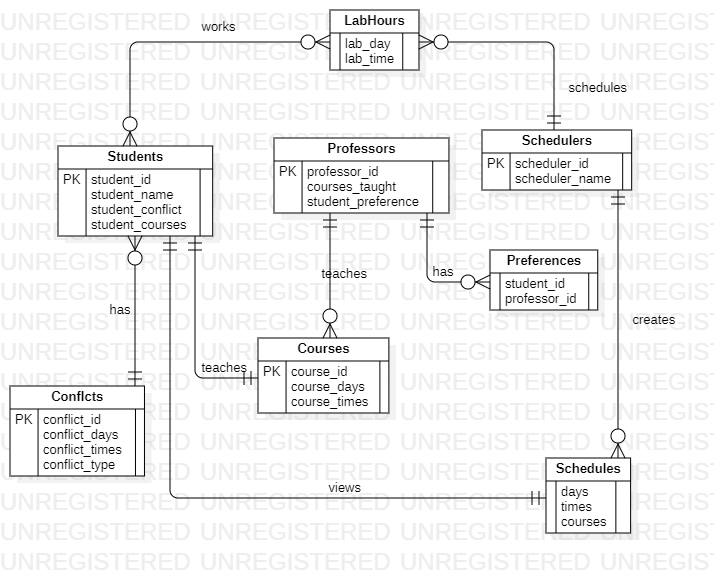 works
LabHours
lab_day
lab_time
schedules
Students
PK student_id
student_name
student_conflict
student_courses
Professors
PK professor_id
courses_taught
student_preference
Schedulers
PK scheduler_id
scheduler_name
teaches
has
Preferences
student_id
professor_id
has
creates
teaches
Courses
PK course_id
course_days
course_times
Conflcts
PK conflict_id
conflict_days
conflict_times
conflict_type
views
Schedules
days
times
courses
UNREGISTERED UNREGISTERED UNREGISTERED UNREGIS